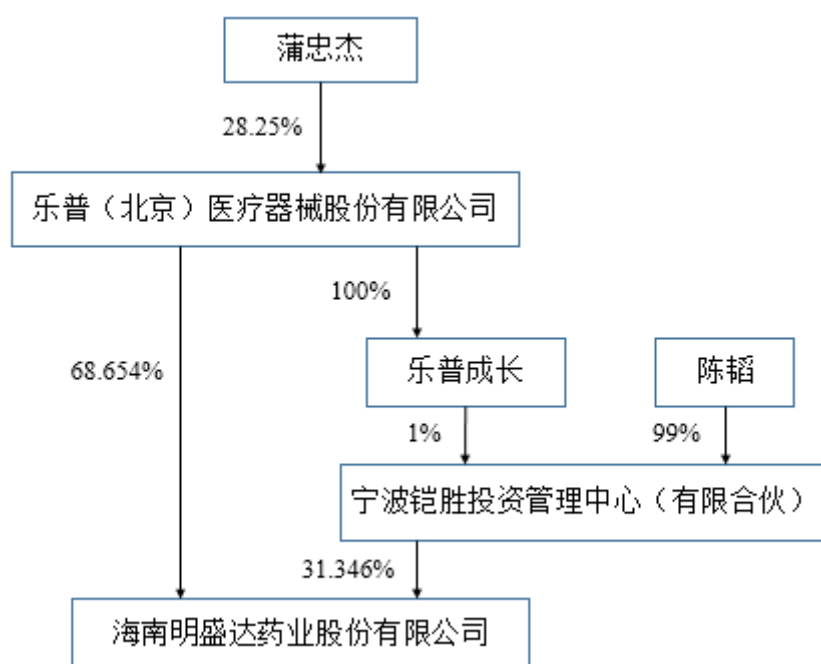 蒲忠杰
28.25%
乐普（北京）医疗器械股份有限公司
100%
68.654%
乐普成长
陈韬
1%
99%
宁波铠胜投资管理中心（有限合伙）
31.346%
海南明盛达药业股份有限公司